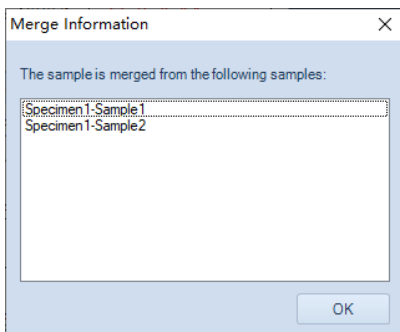 Merge Information
The sample is merged from the following samples:
Specimen1-Sample1
Specimen1-Sample2
OK